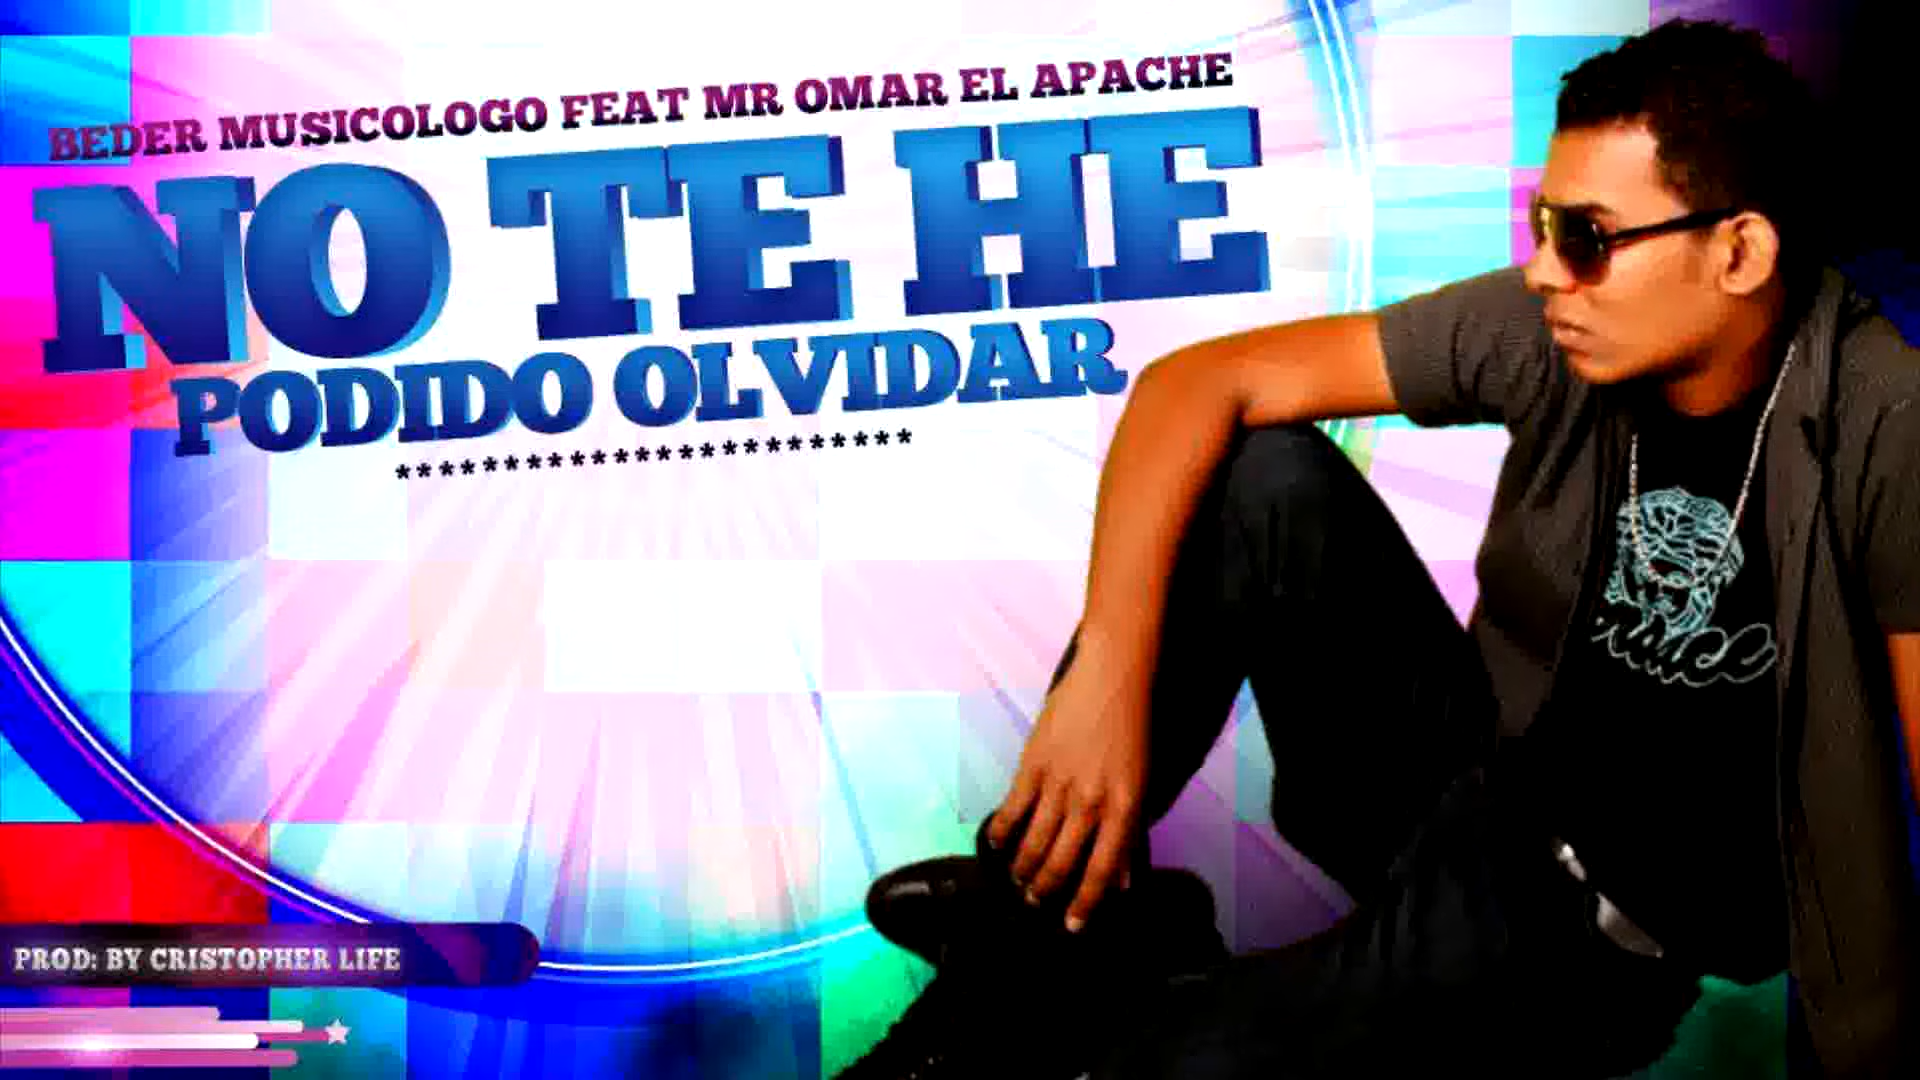 BEDER MUSICOLOGO FEAT MR OMAR EL APACHE
NO TE HE
PODIDO OLVIDAR
************************
PROD: BY CRISTOPHER LIFE